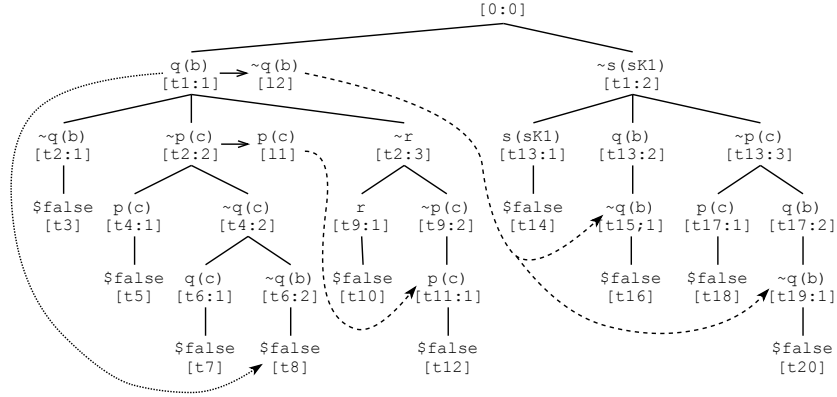 [0:0]
q(b) ~q(b) ~s(sK1)
[t1:1] [l2] [t1:2]
~q(b) ~p(c) p(c) ~r s(sK1) q(b) ~p(c)
[t2:1] [t2:2] [l1] [t2:3] [t13:1] [t13:2] [t13:3]
$false p(c) ~q(c) r ~p(c) $false ~q(b) p(c) q(b)
[t3] [t4:1] [t4:2] [t9:1] [t9:2] [t14] [t15;1] [t17:1] [t17:2]
$false q(c) ~q(b) $false p(c) $false $false ~q(b)
[t5] [t6:1] [t6:2] [t10] [t11:1] [t16] [t18] [t19:1]
$false $false $false $false
[t7] [t8] [t12] [t20]